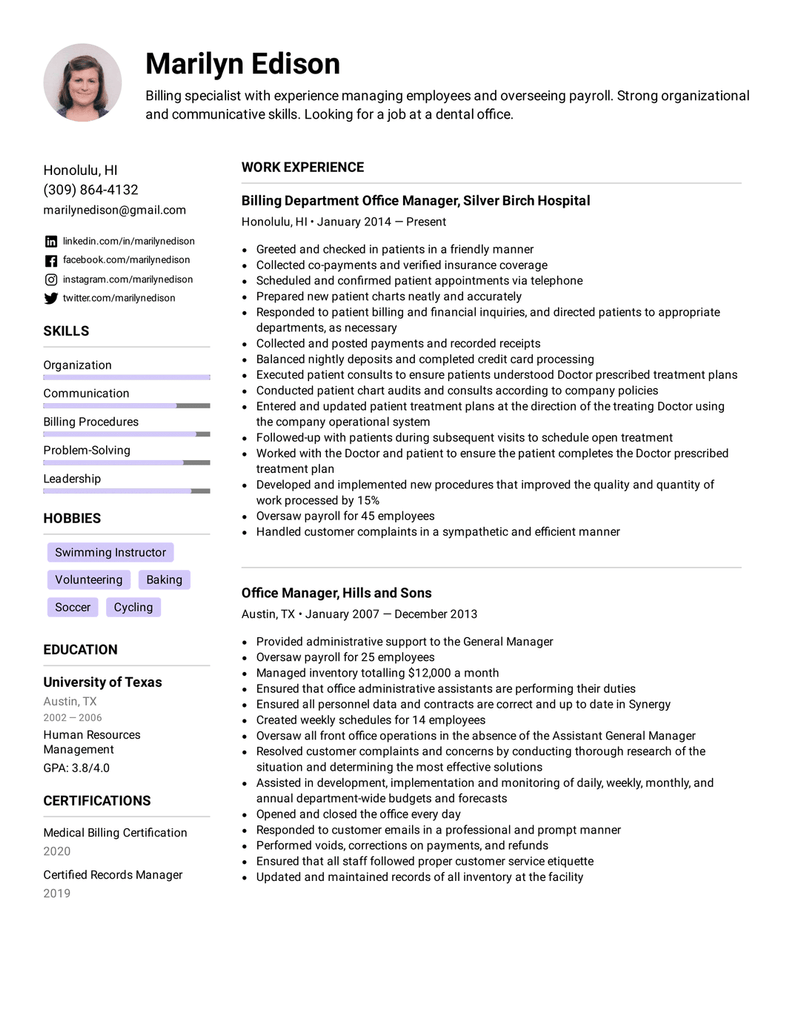 Marilyn Edison
Billing specialist with experience managing employees and overseeing payroll. Strong organizational
and communicative skills. Looking for a job at a dental office.
Honolulu, HI
(309) 864-4132
marilynedison@gmail.com
linkedin.com/in/marilynedison
facebook.com/marilynedison
instagram.com/marilynedison
twitter.com/marilynedison
SKILLS
Organization
Communication
Billing Procedures
Problem-Solving
Leadership
HOBBIES
Swimming Instructor
Volunteering Baking
Soccer Cycling
EDUCATION
University of Texas
Austin, TX
2002 — 2006
Human Resources
Management
GPA: 3.8/4.0
CERTIFICATIONS
Medical Billing Certification
2020
Certified Records Manager
2019
WORK EXPERIENCE
Billing Department Office Manager, Silver Birch Hospital
Honolulu, HI • January 2014 — Present
• Greeted and checked in patients in a friendly manner
• Collected co-payments and verified insurance coverage
• Scheduled and confirmed patient appointments via telephone
• Prepared new patient charts neatly and accurately
• Responded to patient billing and financial inquiries, and directed patients to appropriate
departments, as necessary
• Collected and posted payments and recorded receipts
• Balanced nightly deposits and completed credit card processing
• Executed patient consults to ensure patients understood Doctor prescribed treatment plans
• Conducted patient chart audits and consults according to company policies
• Entered and updated patient treatment plans at the direction of the treating Doctor using
the company operational system
• Followed-up with patients during subsequent visits to schedule open treatment
• Worked with the Doctor and patient to ensure the patient completes the Doctor prescribed
treatment plan
• Developed and implemented new procedures that improved the quality and quantity of
work processed by 15%
• Oversaw payroll for 45 employees
• Handled customer complaints in a sympathetic and efficient manner
Office Manager, Hills and Sons
Austin, TX • January 2007 — December 2013
• Provided administrative support to the General Manager
• Oversaw payroll for 25 employees
• Managed inventory totalling $12,000 a month
• Ensured that office administrative assistants are performing their duties
• Ensured all personnel data and contracts are correct and up to date in Synergy
• Created weekly schedules for 14 employees
• Oversaw all front office operations in the absence of the Assistant General Manager
• Resolved customer complaints and concerns by conducting thorough research of the
situation and determining the most effective solutions
• Assisted in development, implementation and monitoring of daily, weekly, monthly, and
annual department-wide budgets and forecasts
• Opened and closed the office every day
• Responded to customer emails in a professional and prompt manner
• Performed voids, corrections on payments, and refunds
• Ensured that all staff followed proper customer service etiquette
• Updated and maintained records of all inventory at the facility